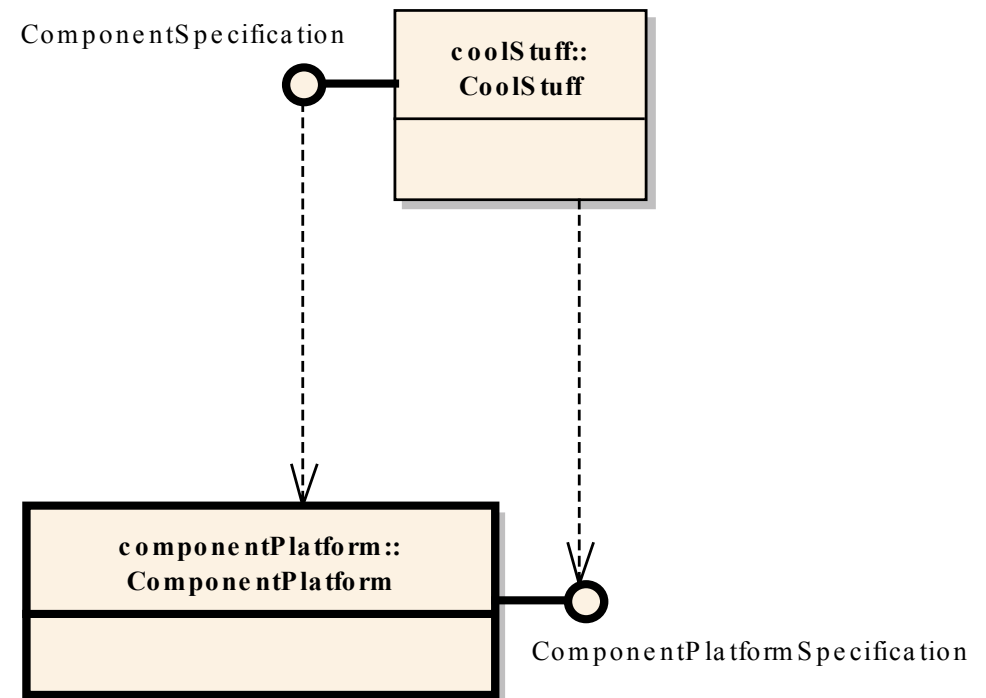 ComponentSpecification
coolStuff::
CoolStuff
componentPlatform::
ComponentPlatform
ComponentPlatformSpecification